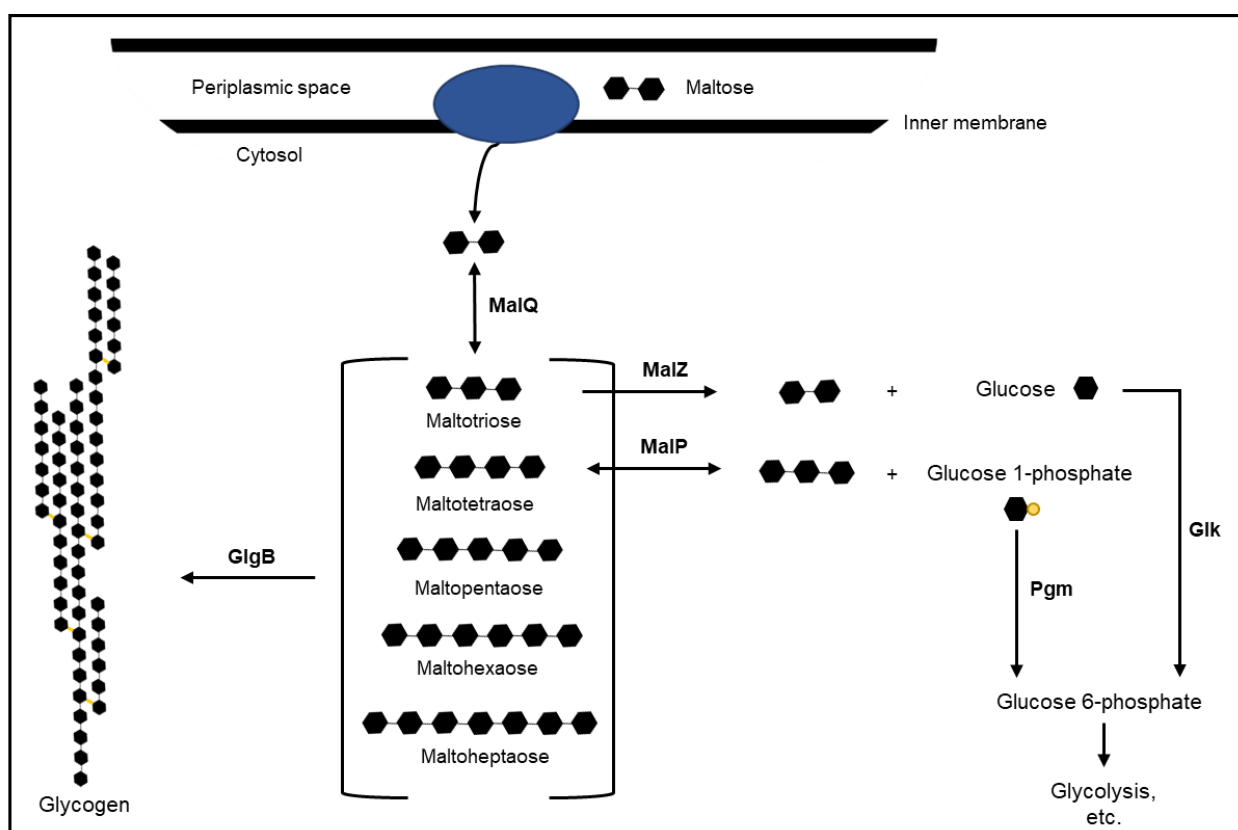 Periplasmic space
Maltose
Inner membrane
Cytosol
MalQ
MalZ
Maltotriose
+
Glucose
MalP
Maltotetraose
+
Glucose 1-phosphate
Glk
GlgB
Maltopentaose
Pgm
Maltohexaose
Glucose 6-phosphate
Maltoheptaose
Glycogen
Glycolysis,
etc.